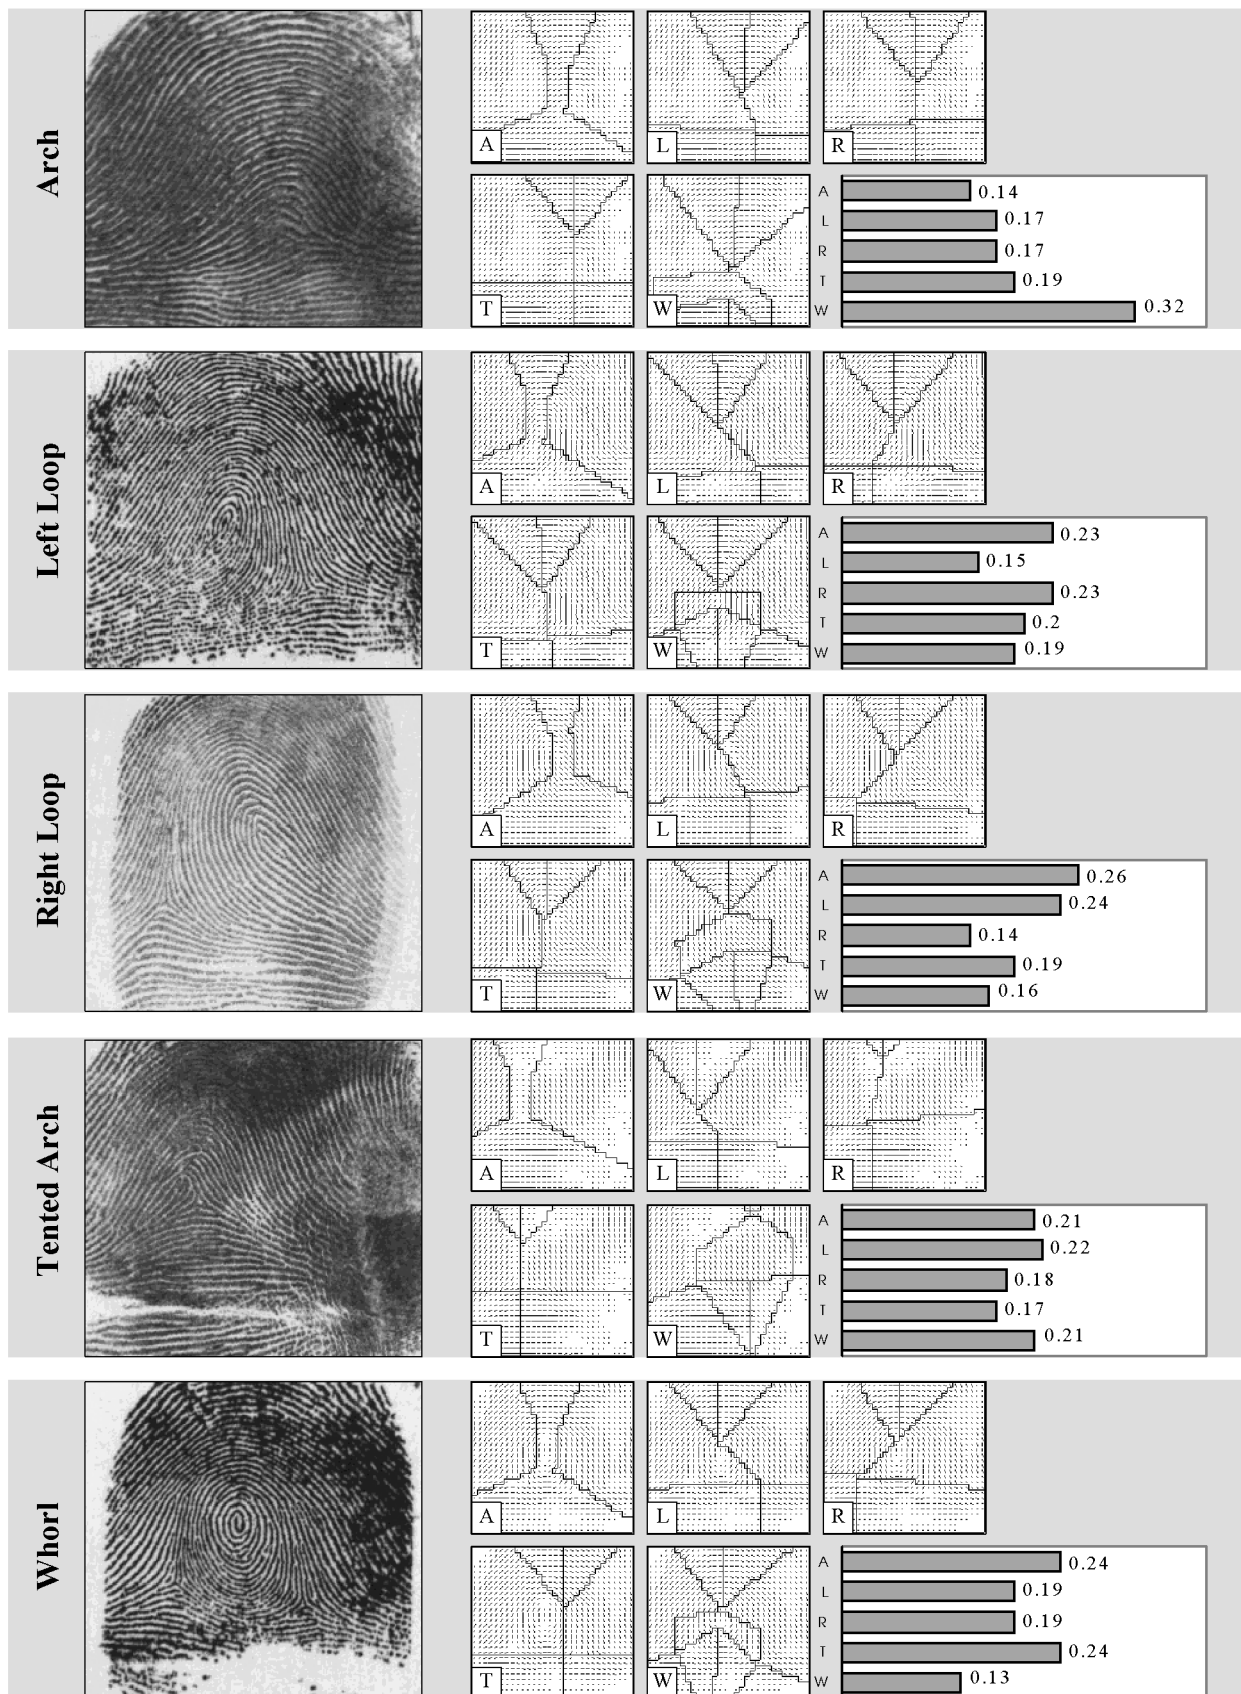 Arch
A
L
R
T
W
A 0.14
L 0.17
R 0.17
T 0.19
W 0.32
Left Loop
A
L
R
T
W
A 0.23
L 0.15
R 0.23
T 0.2
W 0.19
Right Loop
A
L
R
T
W
A 0.26
L 0.24
R 0.14
T 0.19
W 0.16
Tented Arch
A
L
R
T
W
A 0.21
L 0.22
R 0.18
T 0.17
W 0.21
Whorl
A
L
R
T
W
A 0.24
L 0.19
R 0.19
T 0.24
W 0.13